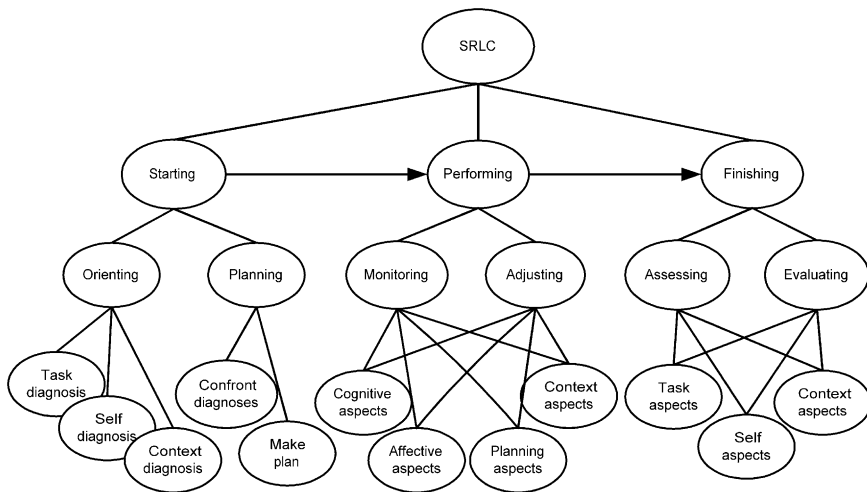 SRLC
Starting
Performing
Finishing
Orienting
Planning
Monitoring
Adjusting
Assessing
Evaluating
Task
diagnosis
Self
diagnosis
Context
diagnosis
Confront
diagnoses
Make
plan
Cognitive
aspects
Affective
aspects
Planning
aspects
Context
aspects
Task
aspects
Self
aspects
Context
aspects